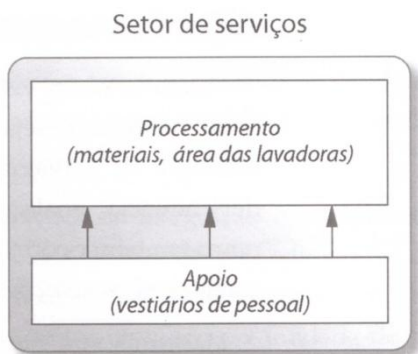 Setor de serviços
Processamento
(materiais, área das lavadoras)
Apoio
(vestiários de pessoal)